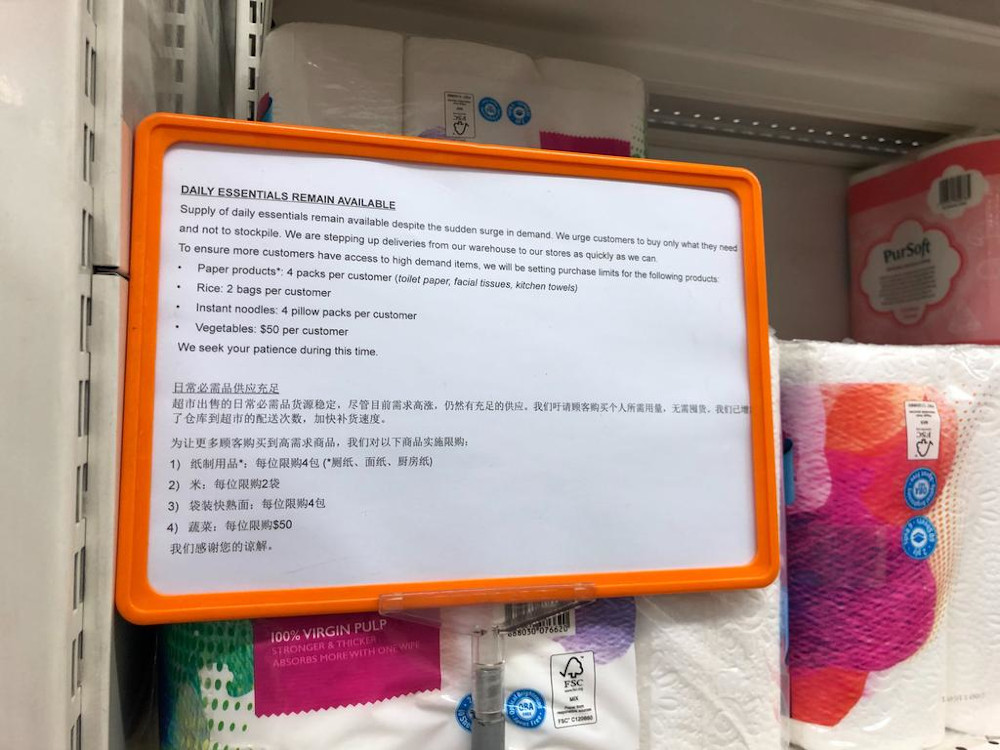 DAILY ESSENTIALS REMAIN AVAILABLE
Supply of daily essentials remain available despite the sudden surge in demand. We urge customers to buy only what they need
and not to stockpile. We are stepping up deliveries from our warehouse to our stores as quickly as we can.
To ensure more customers have access to high demand items, we will be setting purchase limits for the following products:
• Paper products*: 4 packs per customer (toilet paper, facial tissues, kitchen towels)
• Rice: 2 bags per customer
• Instant noodles: 4 pillow packs per customer
• Vegetables: $50 per customer
We seek your patience during this time.
日常必需品供应充足
超市出售的日常必需品货源稳定，尽管目前需求高涨，仍然有充足的供应。我们吁请顾客购买个人所需用量，无需囤货。我们已增
了仓库到超市的配送次数，加快补货速度。
为让更多顾客购买到高需求商品，我们对以下商品实施限购：
1) 纸制用品*：每位限购4包 (*厕纸、面纸、厨房纸)
2) 米：每位限购2袋
3) 袋装快熟面：每位限购4包
4) 蔬菜：每位限购$50
我们感谢您的谅解。
PurSoft
FSC
FSC
100% VIRGIN PULP
STRONGER & THICKER
ABSORBS MORE WITH ONE WIPE
868030 076620
FSC
MIX
FSC® C120860
OBA